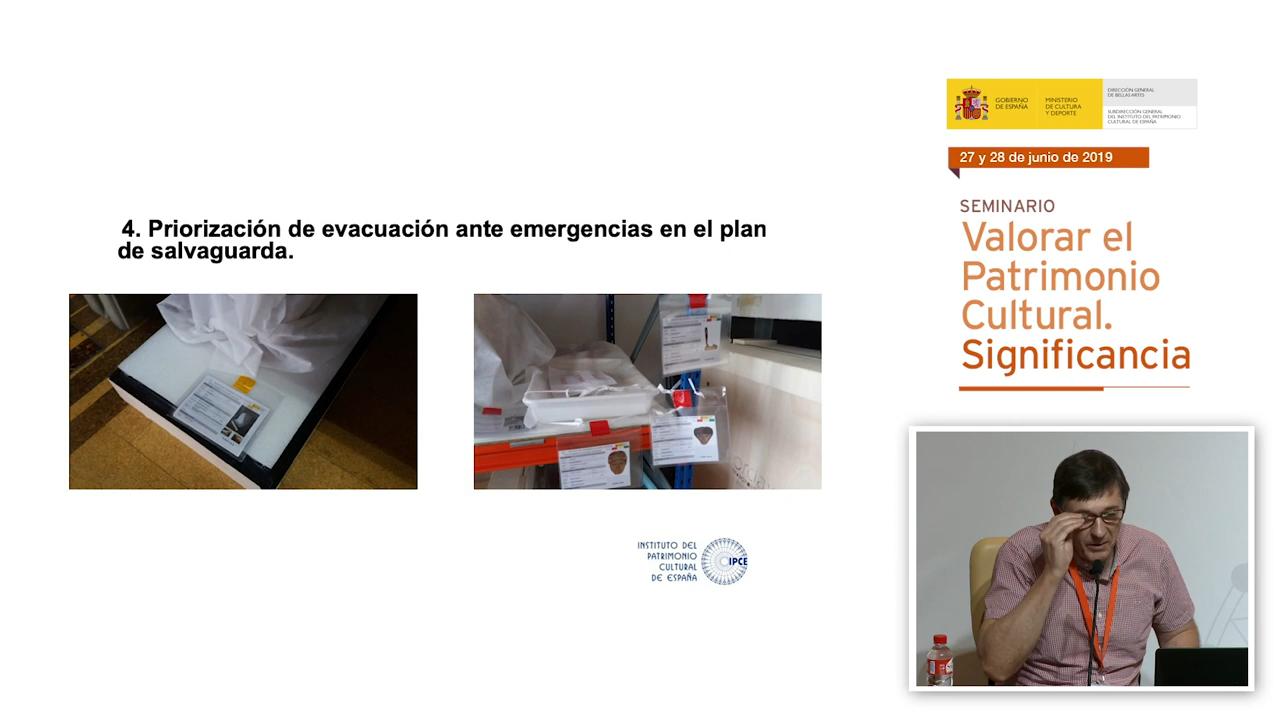 4. Priorización de evacuación ante emergencias en el plan
de salvaguarda.
INSTITUTO DEL
PATRIMONIO
CULTURAL
DE ESPAÑA
IPCE
GOBIERNO
DE ESPAÑA
MINISTERIO
DE CULTURA
Y DEPORTE
DIRECCIÓN GENERAL
DE BELLAS ARTES
SUBDIRECCIÓN GENERAL
DEL INSTITUTO DEL PATRIMONIO
CULTURAL DE ESPAÑA
27 y 28 de junio de 2019
SEMINARIO
Valorar el
Patrimonio
Cultural.
Significancia